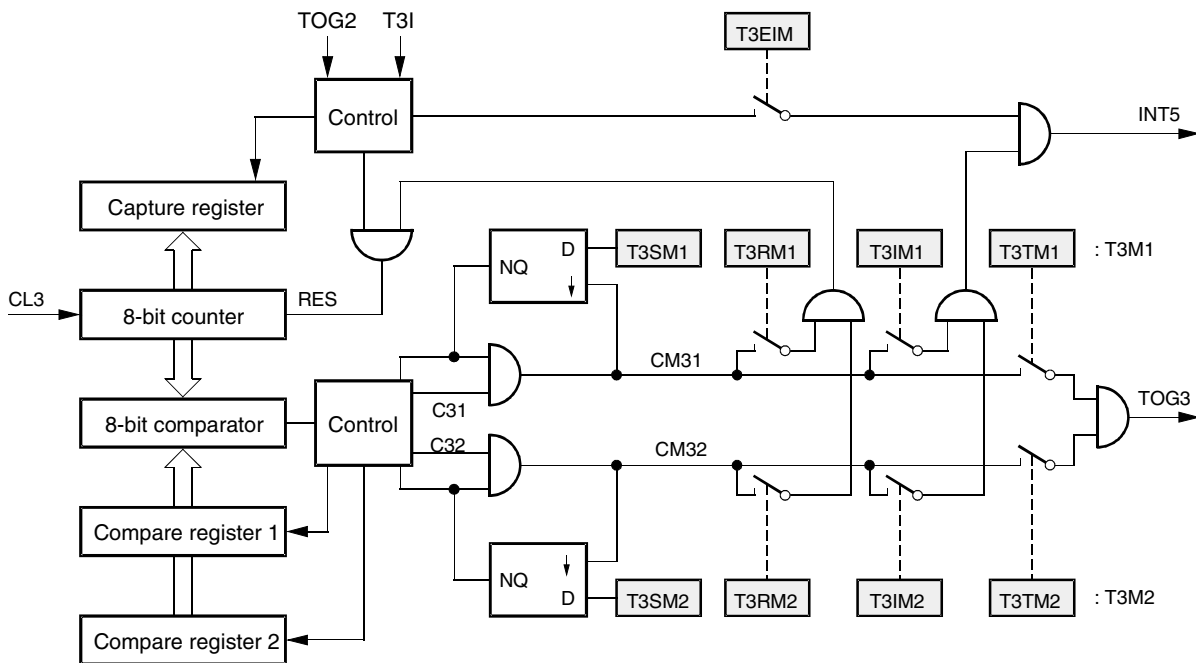 TOG2 T3I
T3EIM
Control
INT5
Capture register
D
T3SM1 T3RM1 T3IM1 T3TM1 : T3M1
NQ
CL3
8-bit counter
RES
CM31
C31
8-bit comparator
Control
TOG3
C32
CM32
Compare register 1
NQ
D
T3SM2 T3RM2 T3IM2 T3TM2 : T3M2
Compare register 2